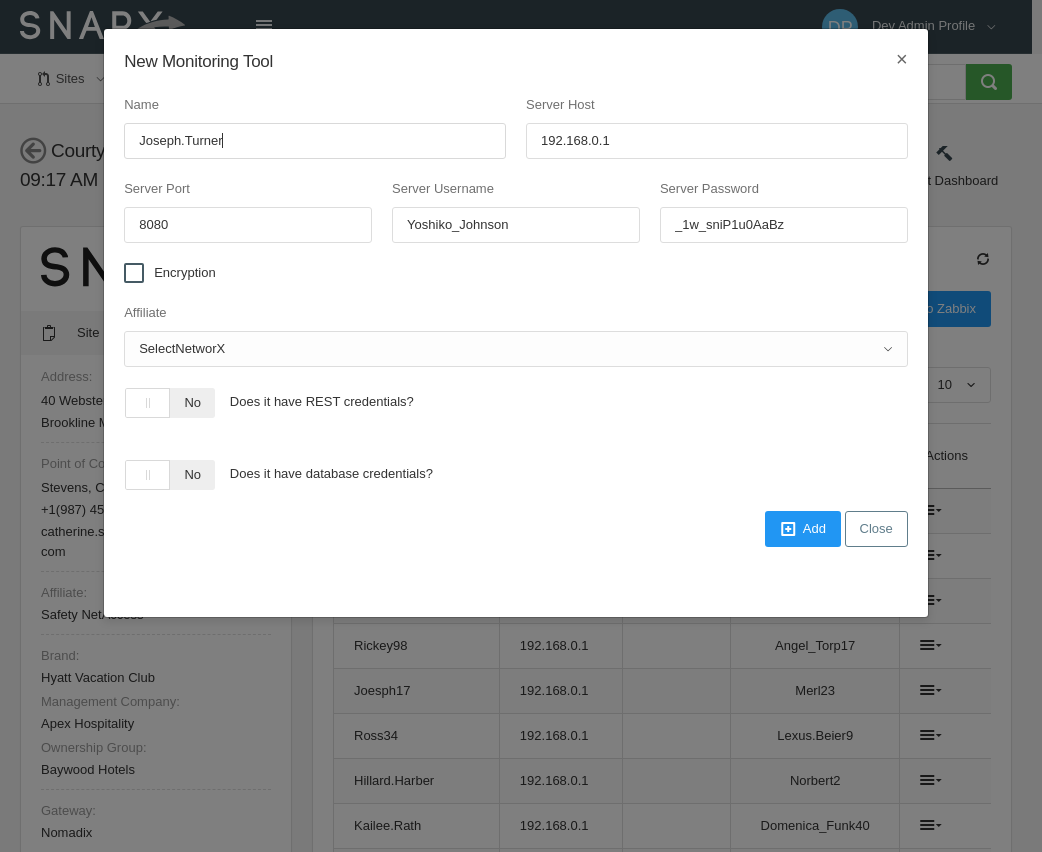 SNAPX
Dev Admin Profile
DP
Sites
New Monitoring Tool
×
Name
Server Host
Joseph.Turner
192.168.0.1
Courty
09:17 AM
t Dashboard
Server Port
Server Username
Server Password
8080
Yoshiko_Johnson
_1w_sniP1u0AaBz
Encryption
SN
o Zabbix
Affiliate
SelectNetworX
Site
Address:
40 Webste
Brookline M
10
No
Does it have REST credentials?
Point of Co
Stevens, C
+1(987) 45
catherine.s
com
Actions
No
Does it have database credentials?
Add
Close
Affiliate:
Safety NetAccess
Brand:
Hyatt Vacation Club
Management Company:
Apex Hospitality
Ownership Group:
Baywood Hotels
Gateway:
Nomadix
Rickey98
192.168.0.1
Angel_Torp17
Joesph17
192.168.0.1
Merl23
Ross34
192.168.0.1
Lexus.Beier9
Hillard.Harber
192.168.0.1
Norbert2
Kailee.Rath
192.168.0.1
Domenica_Funk40